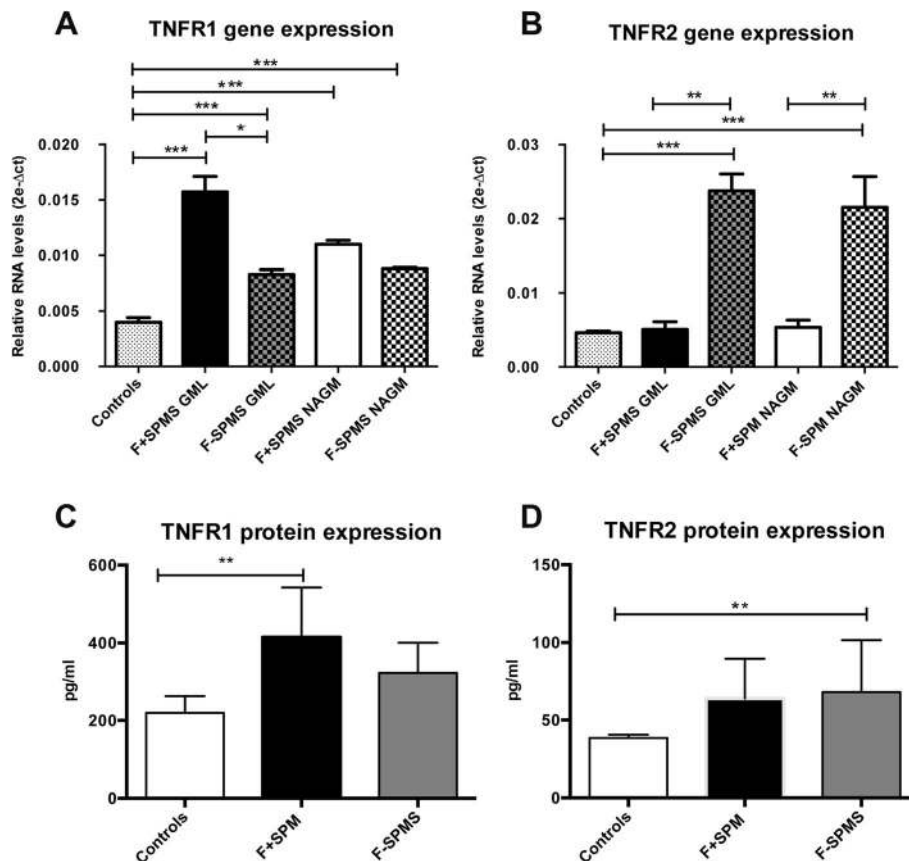 A
TNFR1 gene expression
***
***
***
*
***
Relative RNA levels (2e-Δct)
0.020
0.015
0.010
0.005
0.000
Controls
F+SPMS GML
F-SPMS GML
F+SPMS NAGM
F-SPMS NAGM
B
TNFR2 gene expression
**
**
***
***
Relative RNA levels (2e-Δct)
0.03
0.02
0.01
0.00
Controls
F+SPMS GML
F-SPMS GML
F+SPM NAGM
F-SPM NAGM
C
TNFR1 protein expression
**
pg/ml
600
400
200
0
Controls
F+SPM
F-SPMS
D
TNFR2 protein expression
**
pg/ml
150
100
50
0
Controls
F+SPM
F-SPMS